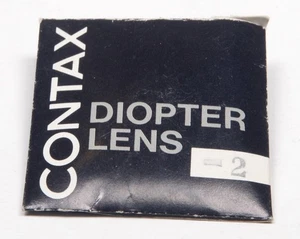 CONTAX
DIOPTER
LENS
-2